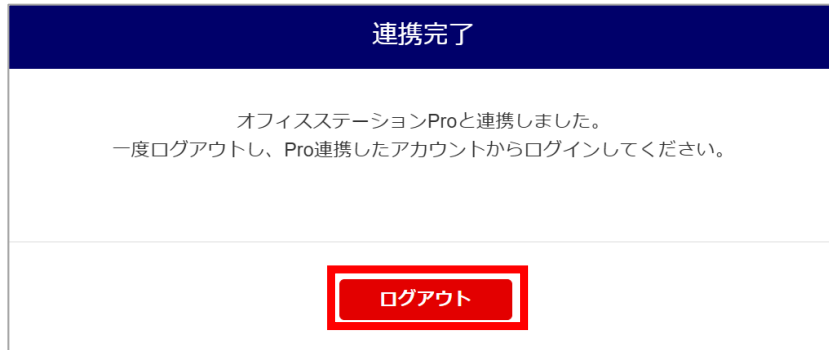 連携完了
オフィスステーションProと連携しました。
一度ログアウトし、Pro連携したアカウントからログインしてください。
ログアウト